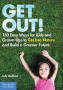 GET
OUT!
150 Easy Ways for Kids and
Grown-Ups to Get Into Nature
and Build a Greener Future